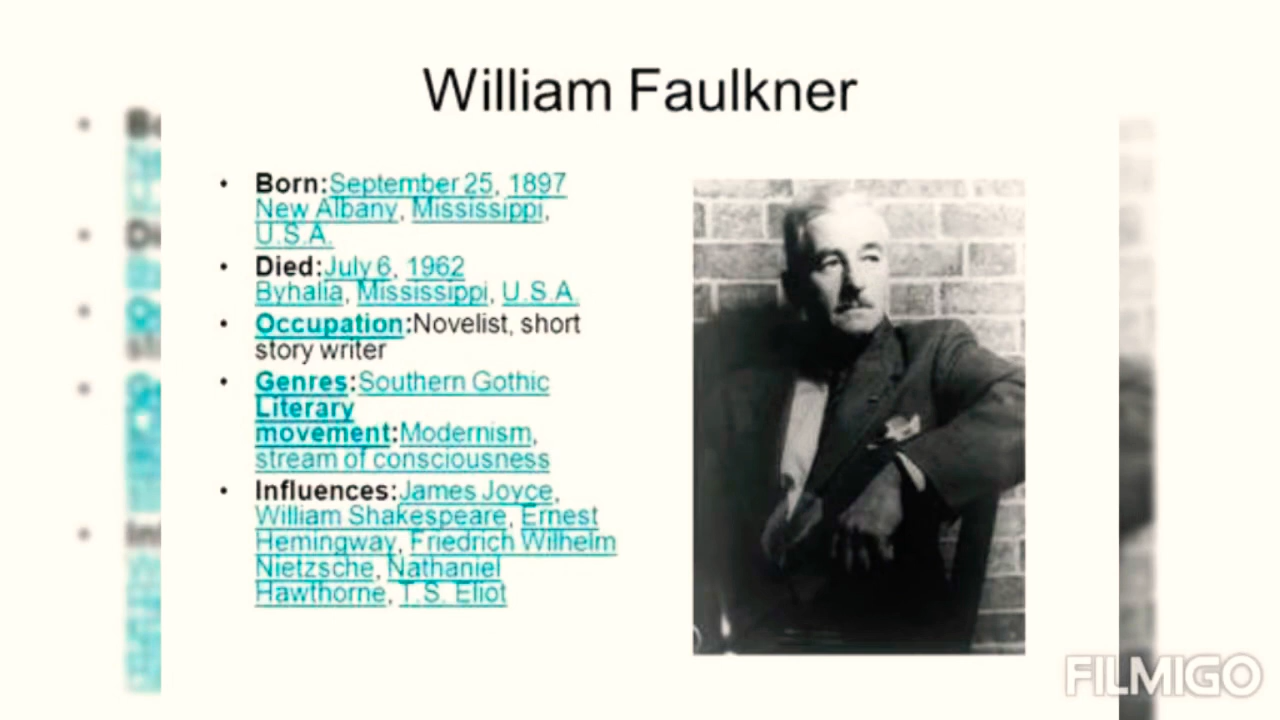 William Faulkner
• Born:September 25, 1897
New Albany, Mississippi,
U.S.A.
• Died:July 6, 1962
Byhalia, Mississippi, U.S.A.
• Occupation:Novelist, short
story writer
• Genres:Southern Gothic
Literary
movement:Modernism,
stream of consciousness
• Influences:James Joyce,
William Shakespeare, Ernest
Hemingway, Friedrich Wilhelm
Nietzsche, Nathaniel
Hawthorne, T.S. Eliot
FILMIGO